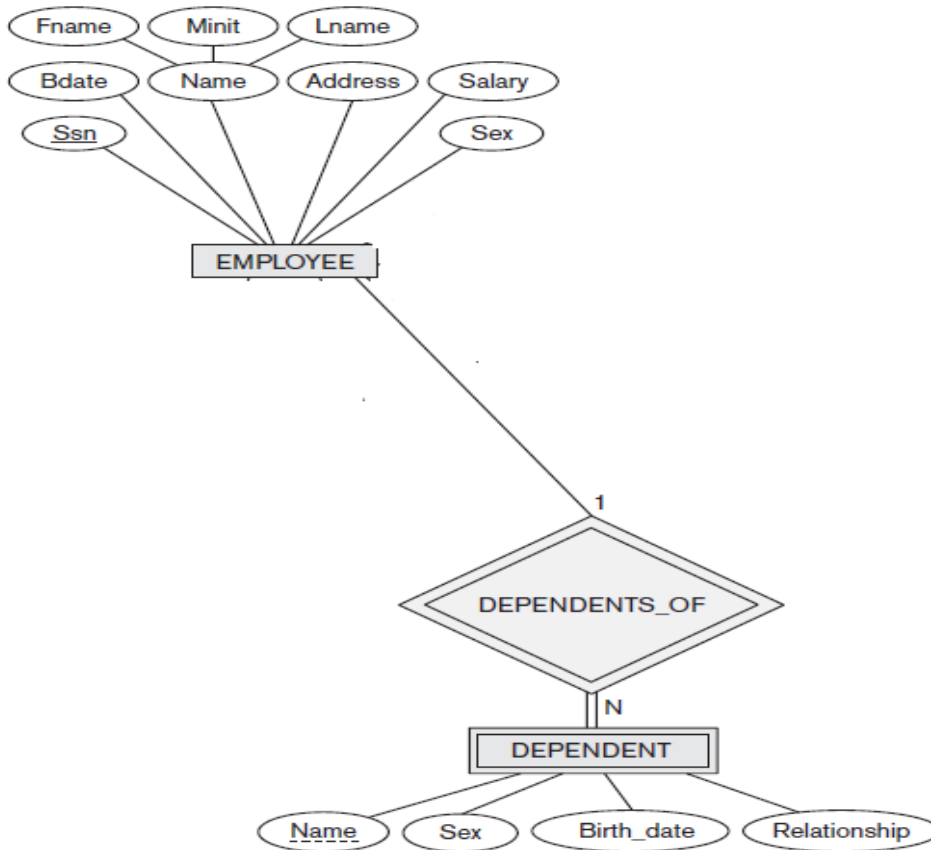 Fname Minit Lname
Bdate Name Address Salary
Ssn Sex
EMPLOYEE
1
DEPENDENTS_OF
N
DEPENDENT
Name Sex Birth_date Relationship